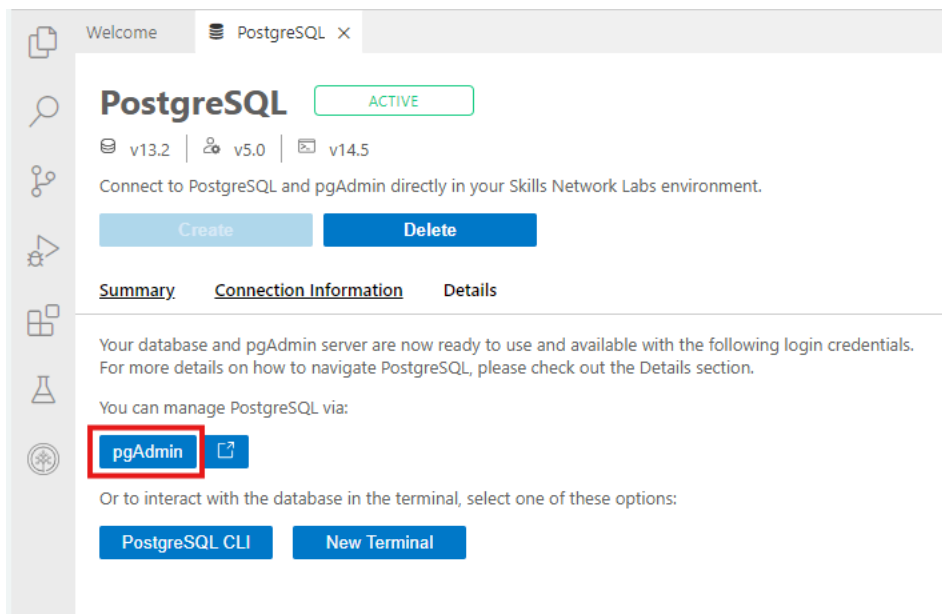 Welcome PostgreSQL
PostgreSQL ACTIVE
v13.2 v5.0 v14.5
Connect to PostgreSQL and pgAdmin directly in your Skills Network Labs environment.
Create Delete
Summary Connection Information Details
Your database and pgAdmin server are now ready to use and available with the following login credentials.
For more details on how to navigate PostgreSQL, please check out the Details section.
You can manage PostgreSQL via:
pgAdmin
Or to interact with the database in the terminal, select one of these options:
PostgreSQL CLI New Terminal